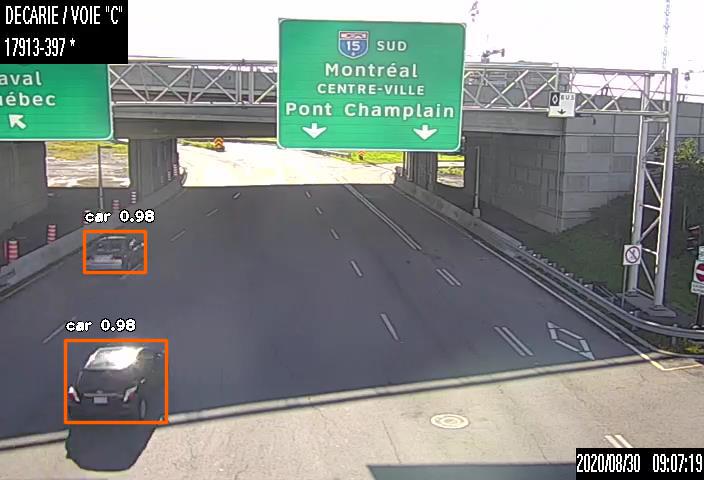 DECARIE / VOIE "C"
17913-397 *
aval
uébec
15 SUD
Montréal
CENTRE-VILLE
Pont Champlain
BUS
car 0.98
car 0.98
2020/08/30 09:07:19